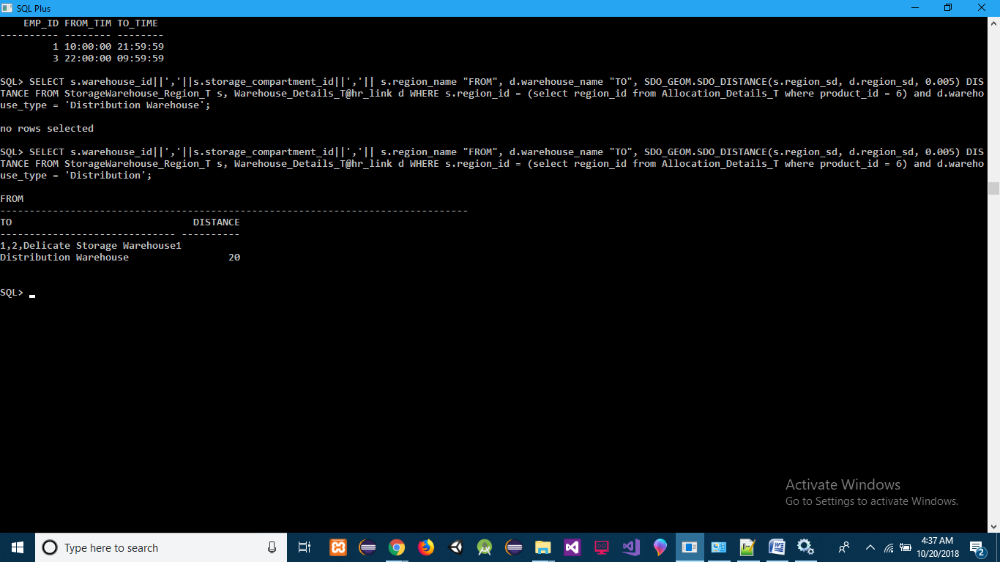 SQL Plus
EMP_ID FROM_TIM TO_TIME
---------- -------- --------
1 10:00:00 21:59:59
3 22:00:00 09:59:59
SQL> SELECT s.warehouse_id||','||s.storage_compartment_id||','|| s.region_name "FROM", d.warehouse_name "TO", SDO_GEOM.SDO_DISTANCE(s.region_sd, d.region_sd, 0.005) DIS
TANCE FROM StorageWarehouse_Region_T s, Warehouse_Details_T@hr_link d WHERE s.region_id = (select region_id from Allocation_Details_T where product_id = 6) and d.wareho
use_type = 'Distribution Warehouse';
no rows selected
SQL> SELECT s.warehouse_id||','||s.storage_compartment_id||','|| s.region_name "FROM", d.warehouse_name "TO", SDO_GEOM.SDO_DISTANCE(s.region_sd, d.region_sd, 0.005) DIS
TANCE FROM StorageWarehouse_Region_T s, Warehouse_Details_T@hr_link d WHERE s.region_id = (select region_id from Allocation_Details_T where product_id = 6) and d.wareho
use_type = 'Distribution';
FROM
--------------------------------------------------------------------------------
TO DISTANCE
------------------------------ ----------
1,2,Delicate Storage Warehouse1
Distribution Warehouse 20
SQL>
Activate Windows
Go to Settings to activate Windows.
Type here to search
4:37 AM
10/20/2018
2